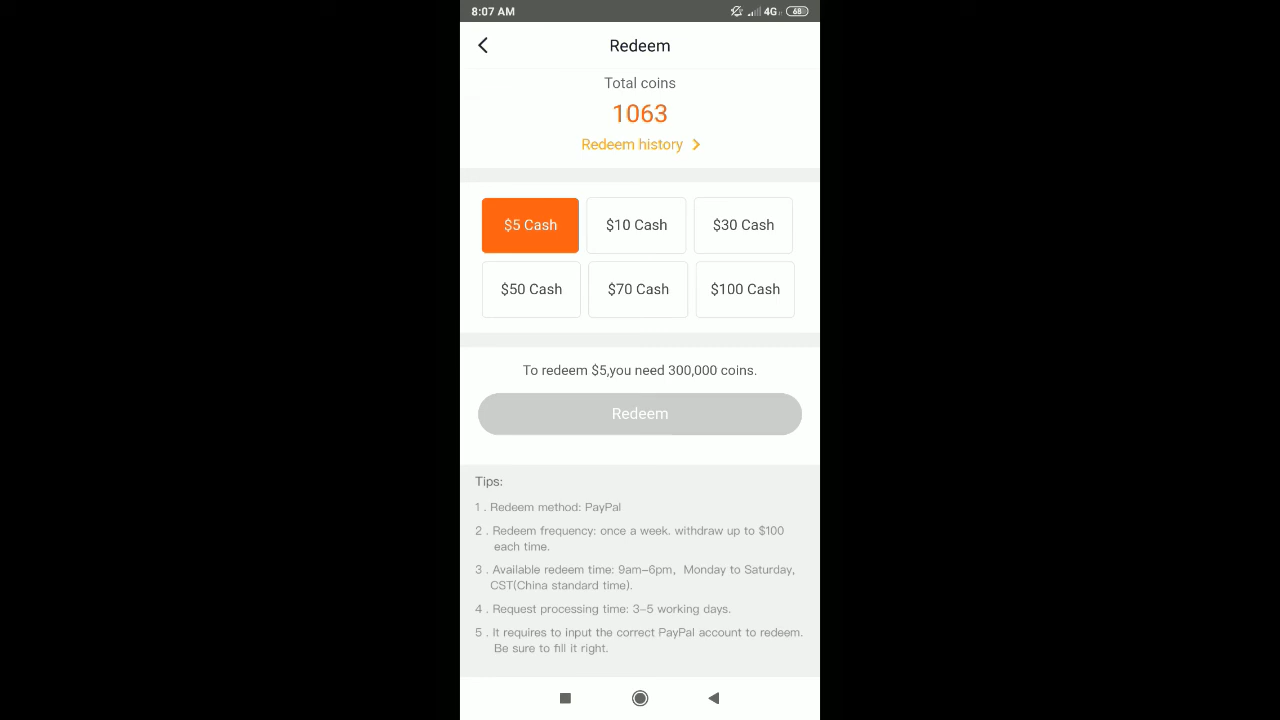 8:07 AM 4G 68
Redeem
Total coins
1063
Redeem history
$5 Cash $10 Cash $30 Cash
$50 Cash $70 Cash $100 Cash
To redeem $5,you need 300,000 coins.
Redeem
Tips:
1 . Redeem method: PayPal
2 . Redeem frequency: once a week. withdraw up to $100
each time.
3 . Available redeem time: 9am–6pm, Monday to Saturday,
CST(China standard time).
4 . Request processing time: 3–5 working days.
5 . It requires to input the correct PayPal account to redeem.
Be sure to fill it right.